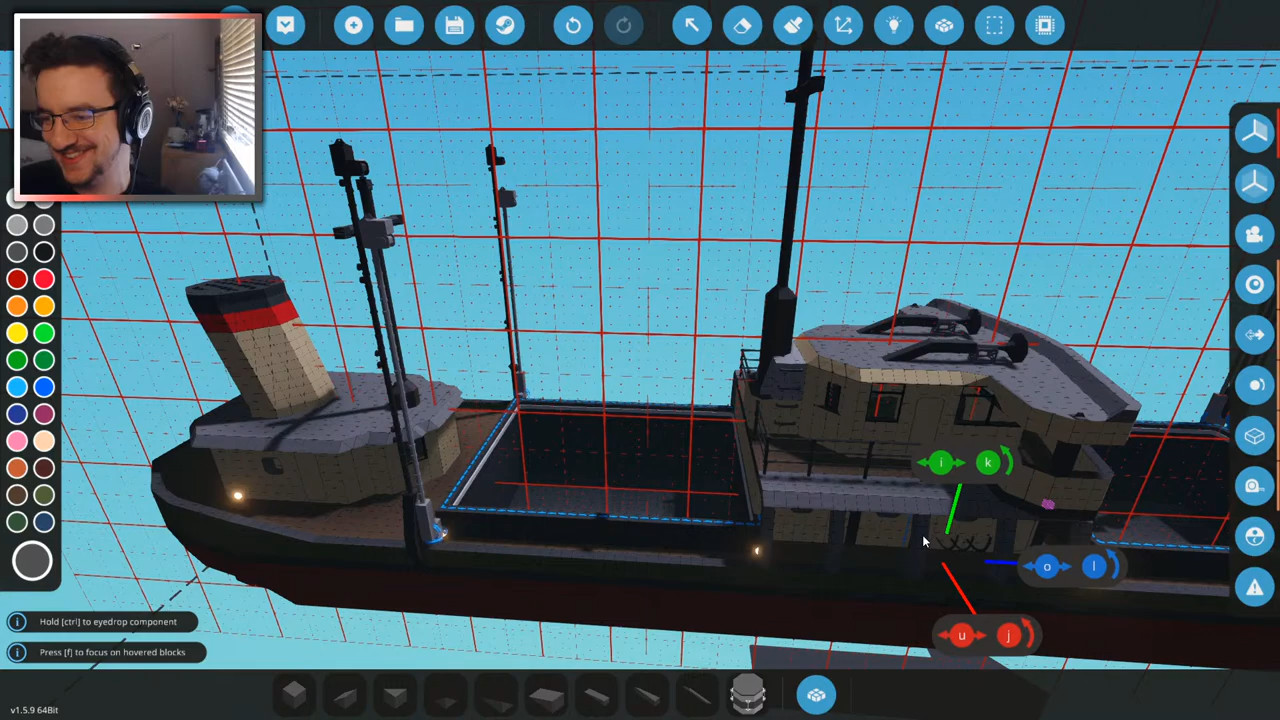 i
k
o
l
u
j
Hold [ctrl] to eyedrop component
Press [f] to focus on hovered blocks
v1.5.9 64Bit